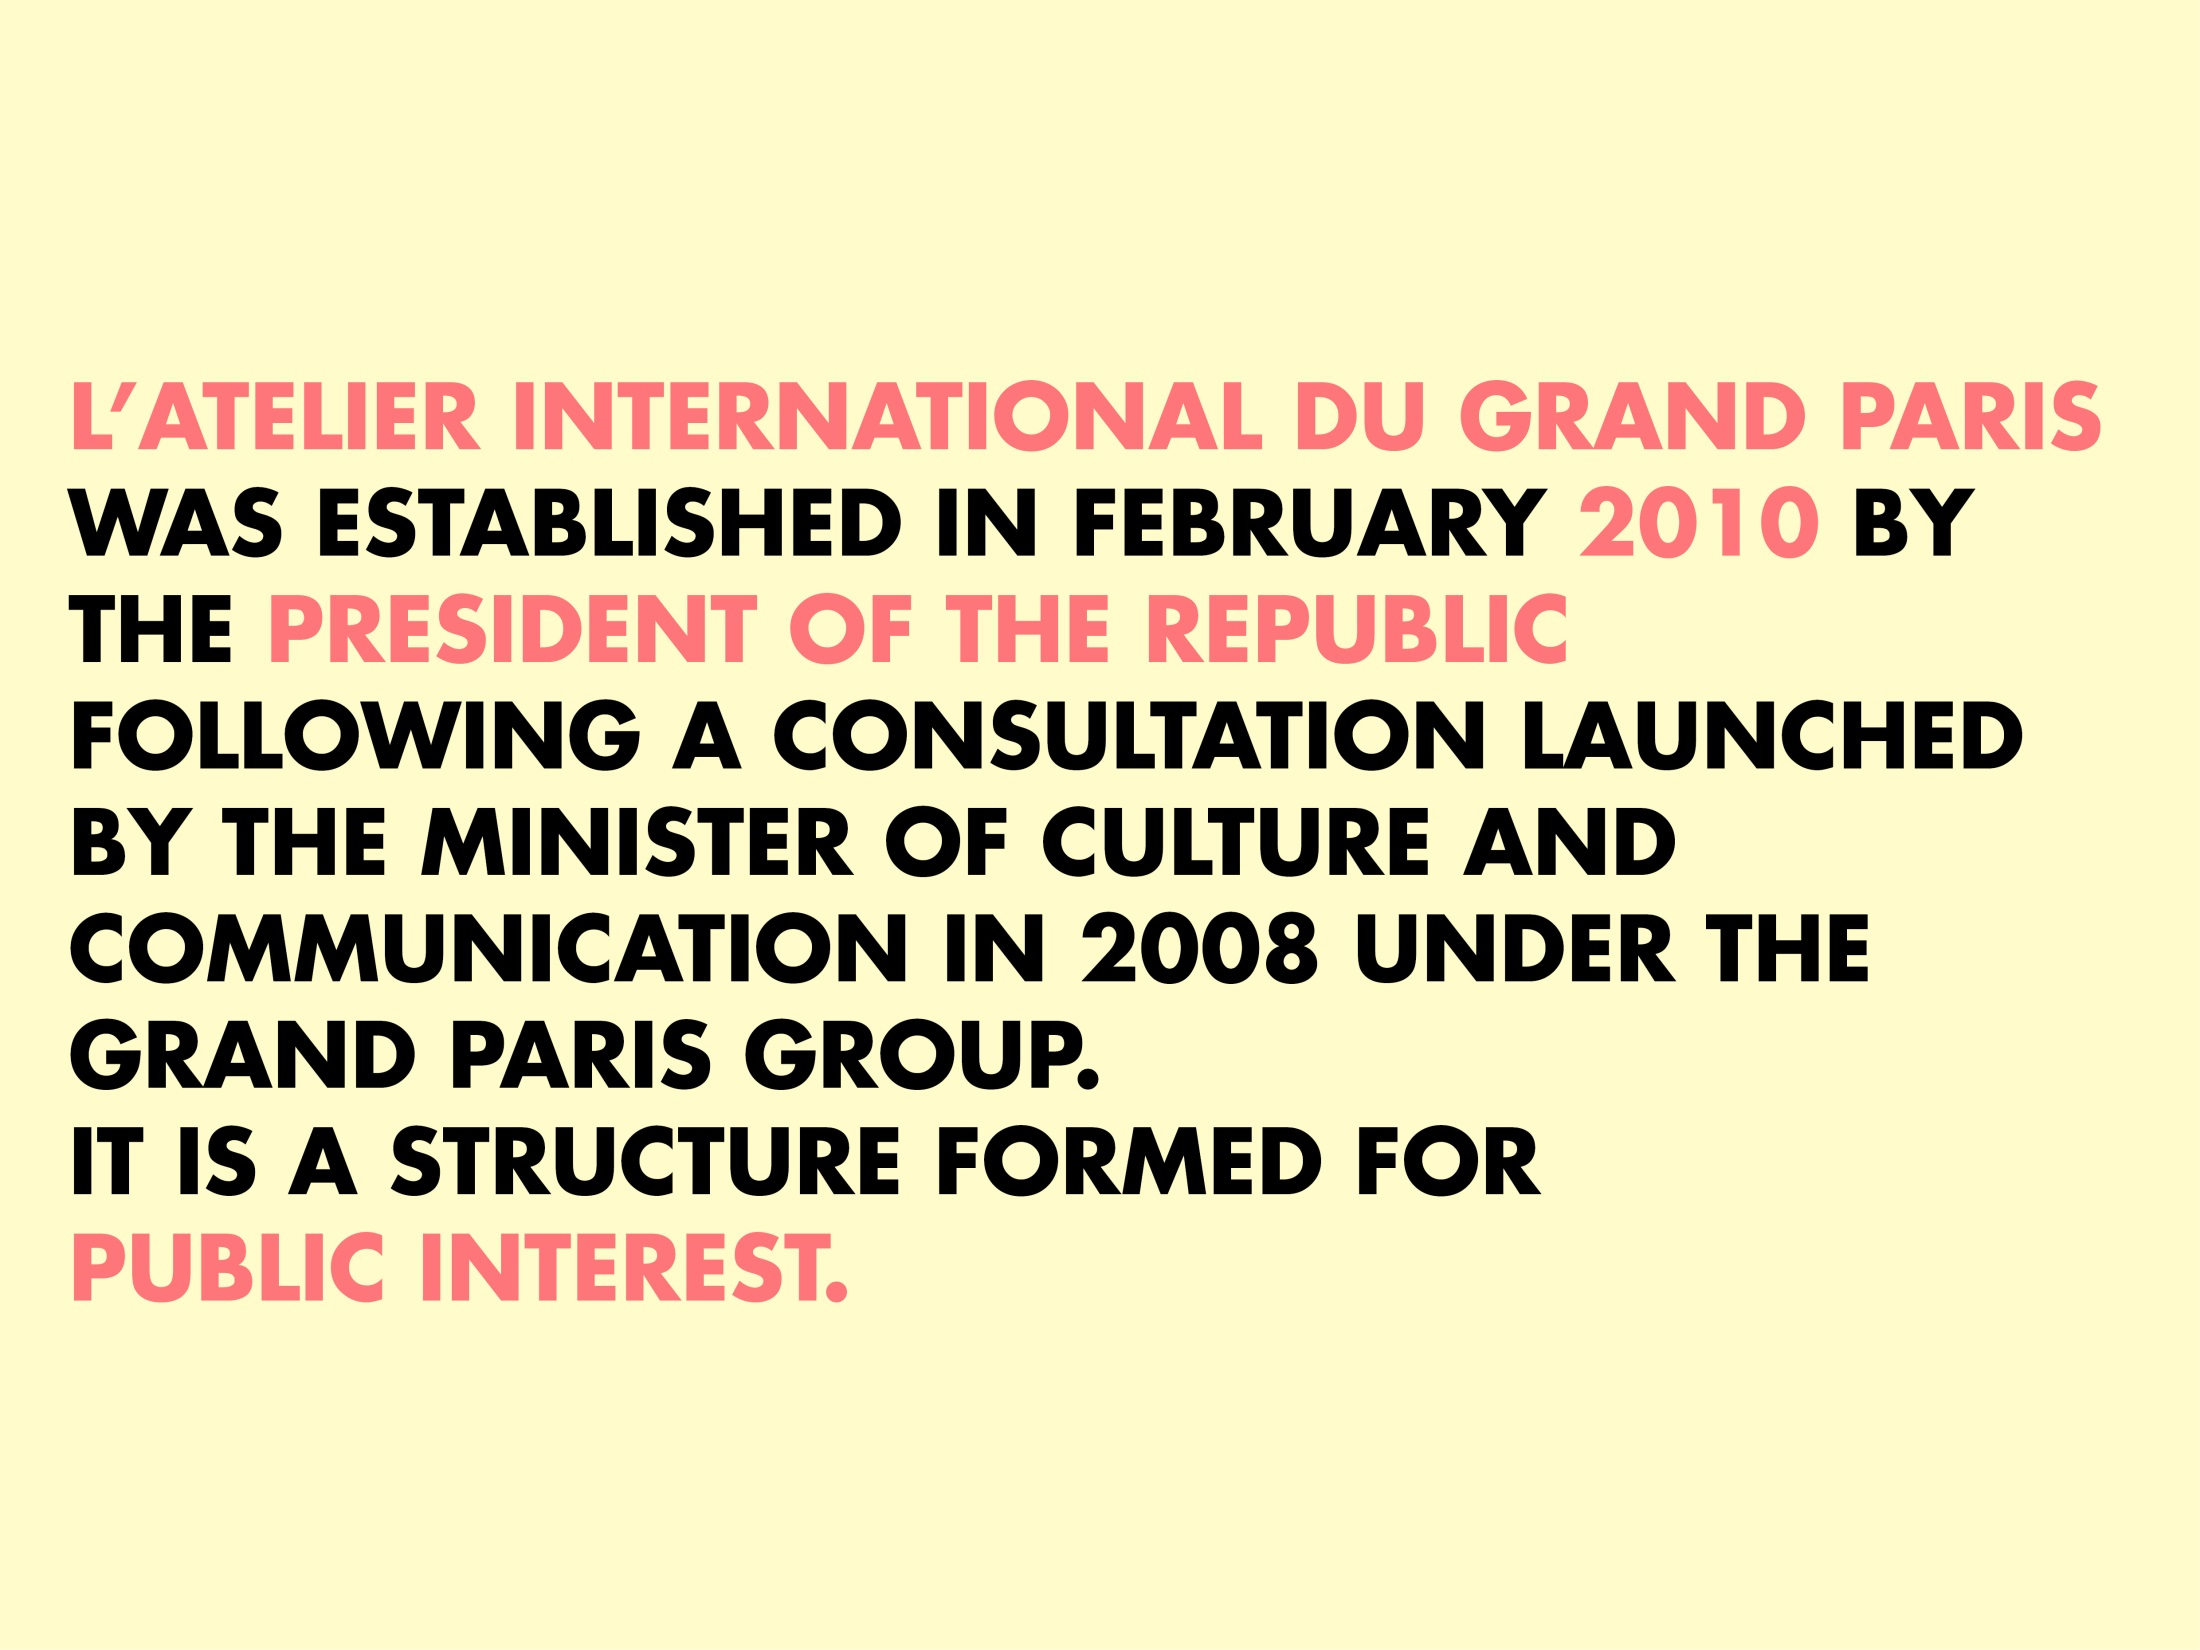 L’ATELIER INTERNATIONAL DU GRAND PARIS
WAS ESTABLISHED IN FEBRUARY 2010 BY
THE PRESIDENT OF THE REPUBLIC
FOLLOWING A CONSULTATION LAUNCHED
BY THE MINISTER OF CULTURE AND
COMMUNICATION IN 2008 UNDER THE
GRAND PARIS GROUP.
IT IS A STRUCTURE FORMED FOR
PUBLIC INTEREST.